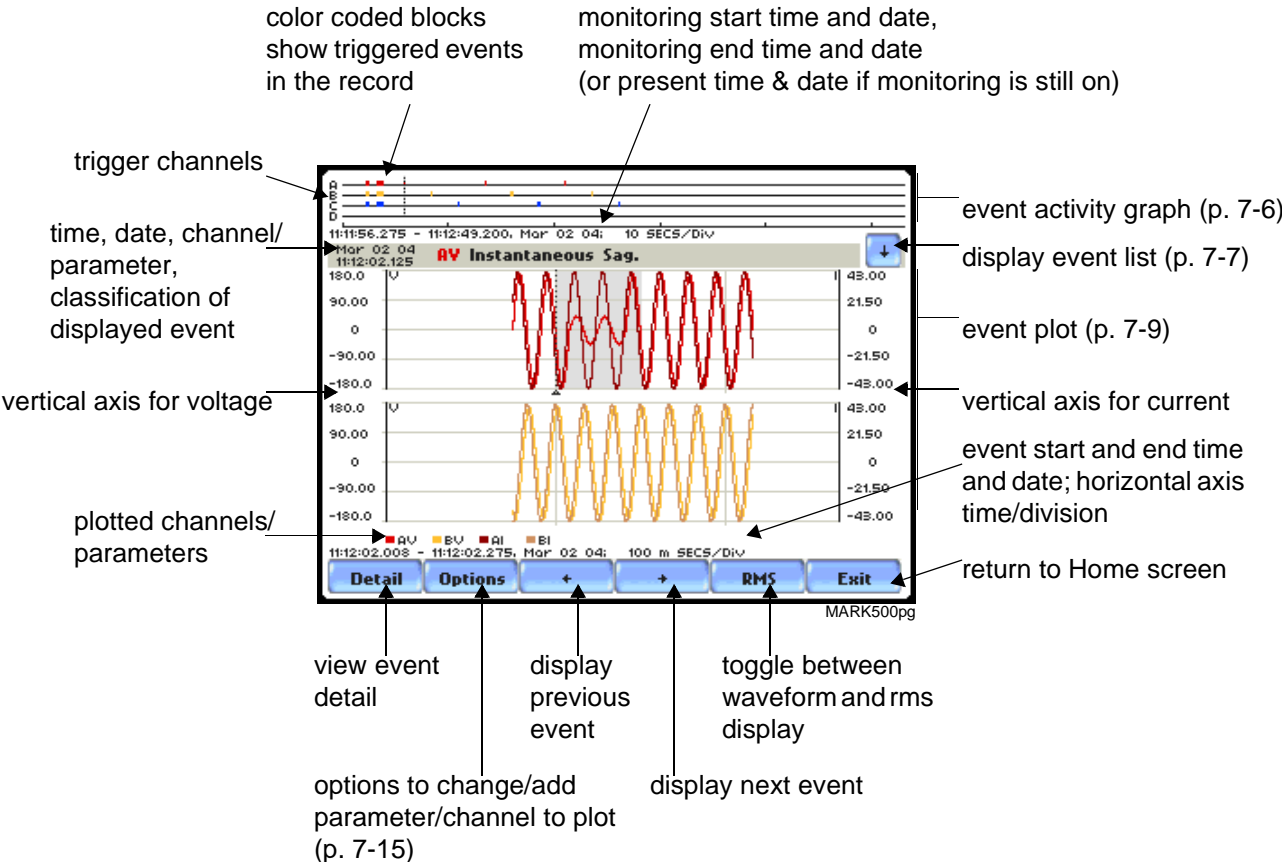 color coded blocks
show triggered events
in the record
monitoring start time and date,
monitoring end time and date
(or present time & date if monitoring is still on)
trigger channels
time, date, channel/
parameter,
classification of
displayed event
vertical axis for voltage
plotted channels/
parameters
A
B
C
D
11:11:56.275 - 11:12:49.200, Mar 02 04; 10 SECS/Div
Mar 02 04
11:12:02.125
AV Instantaneous Sag.
↓
180.0 V I 43.00
90.00 21.50
0 0
-90.00 -21.50
-180.0 -43.00
180.0 V I 43.00
90.00 21.50
0 0
-90.00 -21.50
-180.0 -43.00
AV BV AI BI
11:12:02.008 - 11:12:02.275, Mar 02 04; 100 m SECS/Div
Detail Options ← → RMS Exit
MARK500pg
event activity graph (p. 7-6)
display event list (p. 7-7)
event plot (p. 7-9)
vertical axis for current
event start and end time
and date; horizontal axis
time/division
return to Home screen
view event
detail
display
previous
event
toggle between
waveform and rms
display
options to change/add
parameter/channel to plot
(p. 7-15)
display next event